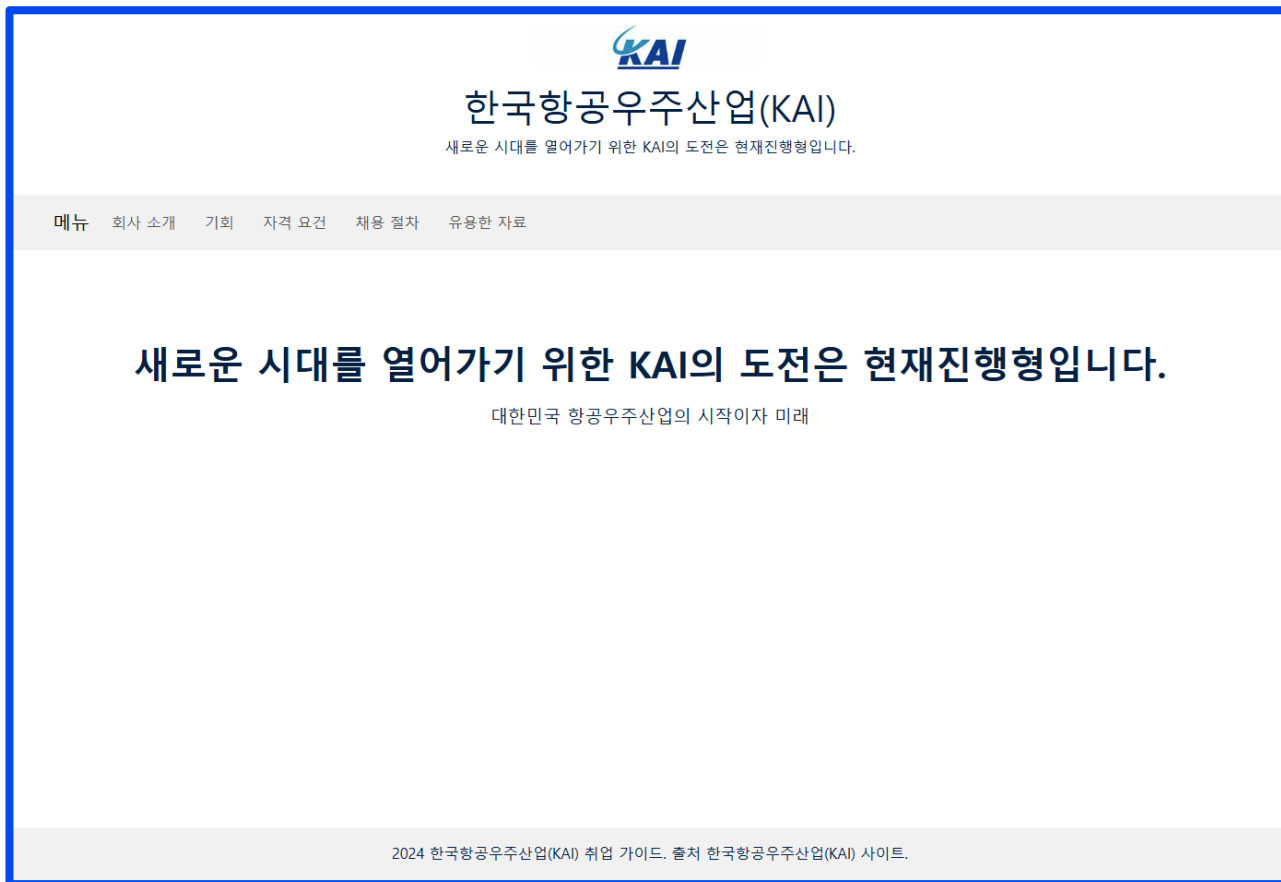 KAI
한국항공우주산업(KAI)
새로운 시대를 열어가기 위한 KAI의 도전은 현재진행형입니다.
메뉴 회사 소개 기회 자격 요건 채용 절차 유용한 자료
새로운 시대를 열어가기 위한 KAI의 도전은 현재진행형입니다.
대한민국 항공우주산업의 시작이자 미래
2024 한국항공우주산업(KAI) 취업 가이드. 출처 한국항공우주산업(KAI) 사이트.